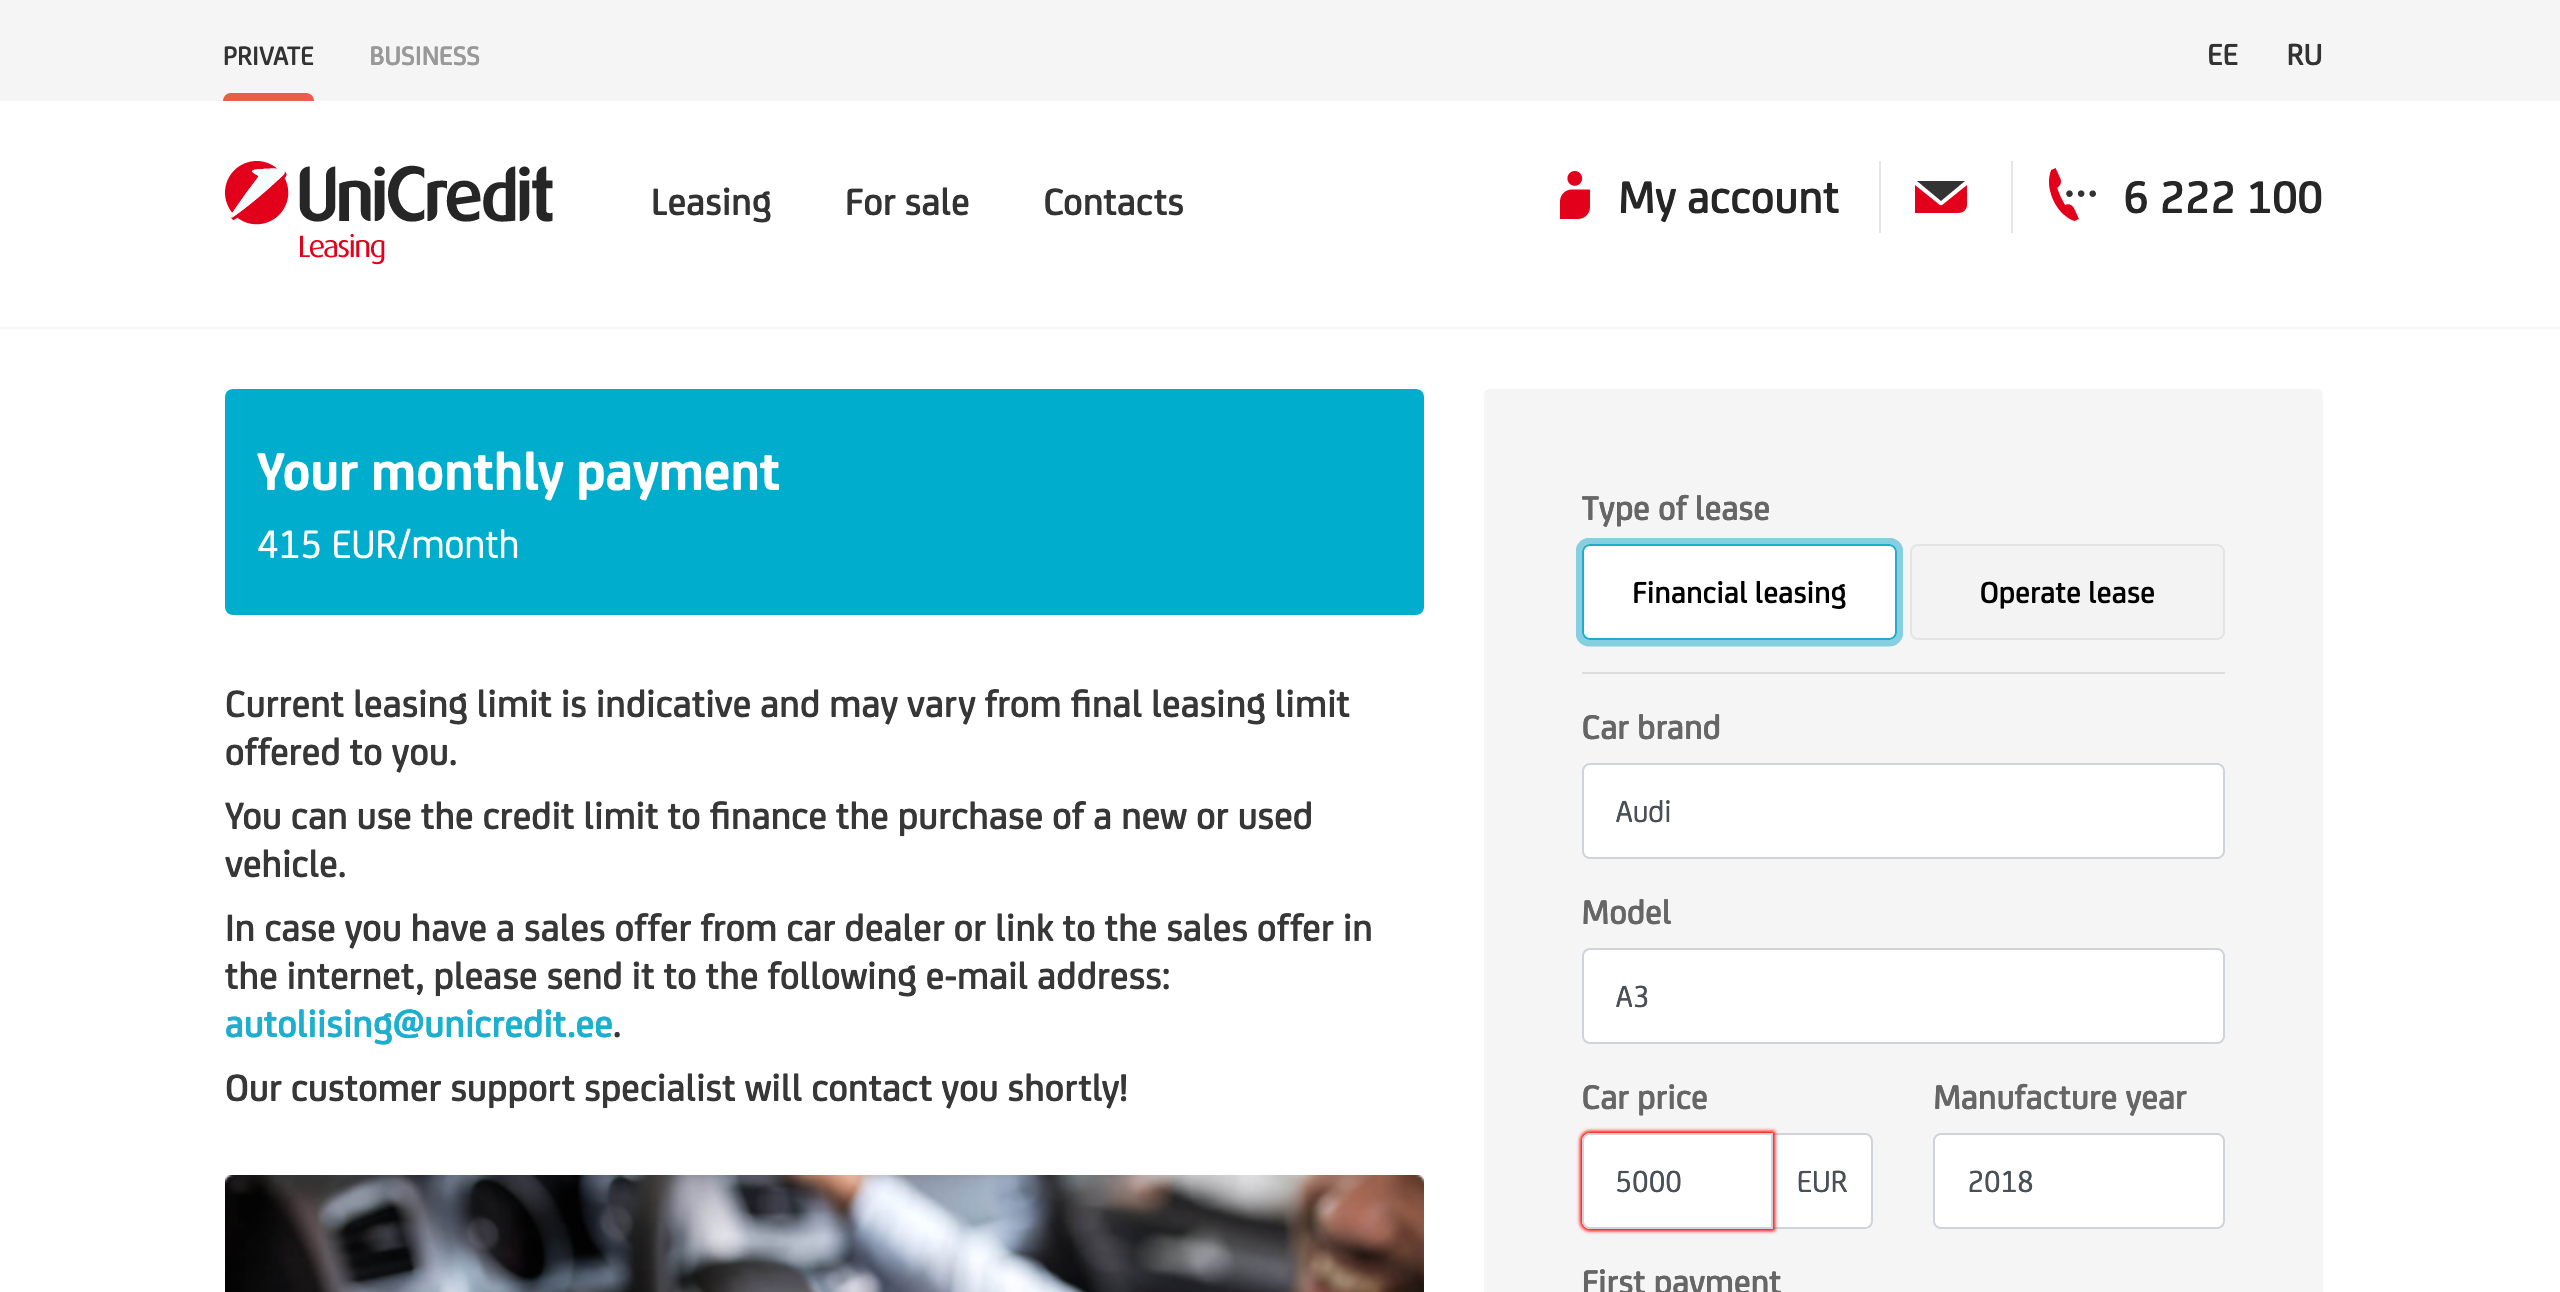 PRIVATE BUSINESS EE RU
UniCredit Leasing For sale Contacts My account 6 222 100
Leasing
Your monthly payment
415 EUR/month
Current leasing limit is indicative and may vary from final leasing limit
offered to you.
You can use the credit limit to finance the purchase of a new or used
vehicle.
In case you have a sales offer from car dealer or link to the sales offer in
the internet, please send it to the following e-mail address:
autoliising@unicredit.ee.
Our customer support specialist will contact you shortly!
Type of lease
Financial leasing Operate lease
Car brand
Audi
Model
A3
Car price Manufacture year
5000 EUR 2018
First payment